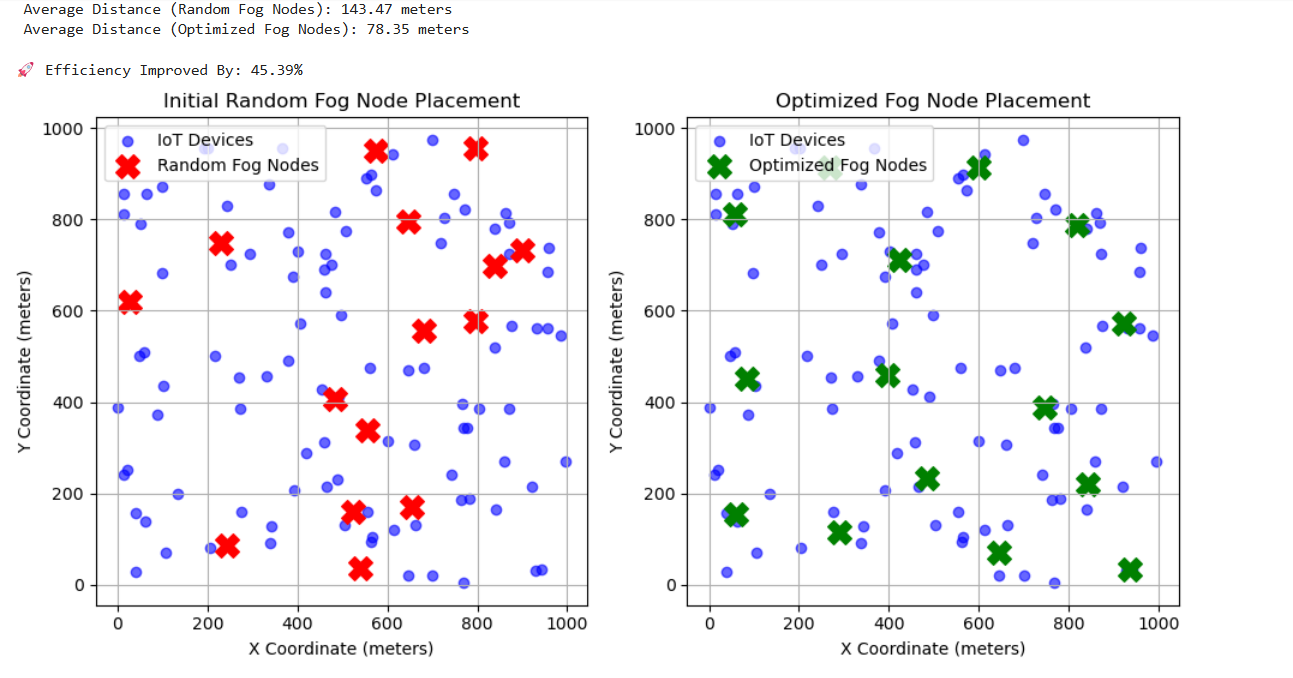 Average Distance (Random Fog Nodes): 143.47 meters
Average Distance (Optimized Fog Nodes): 78.35 meters
🚀 Efficiency Improved By: 45.39%
Initial Random Fog Node Placement
IoT Devices
Random Fog Nodes
1000
800
600
400
200
0
0 200 400 600 800 1000
X Coordinate (meters)
Y Coordinate (meters)
Optimized Fog Node Placement
IoT Devices
Optimized Fog Nodes
1000
800
600
400
200
0
0 200 400 600 800 1000
X Coordinate (meters)
Y Coordinate (meters)